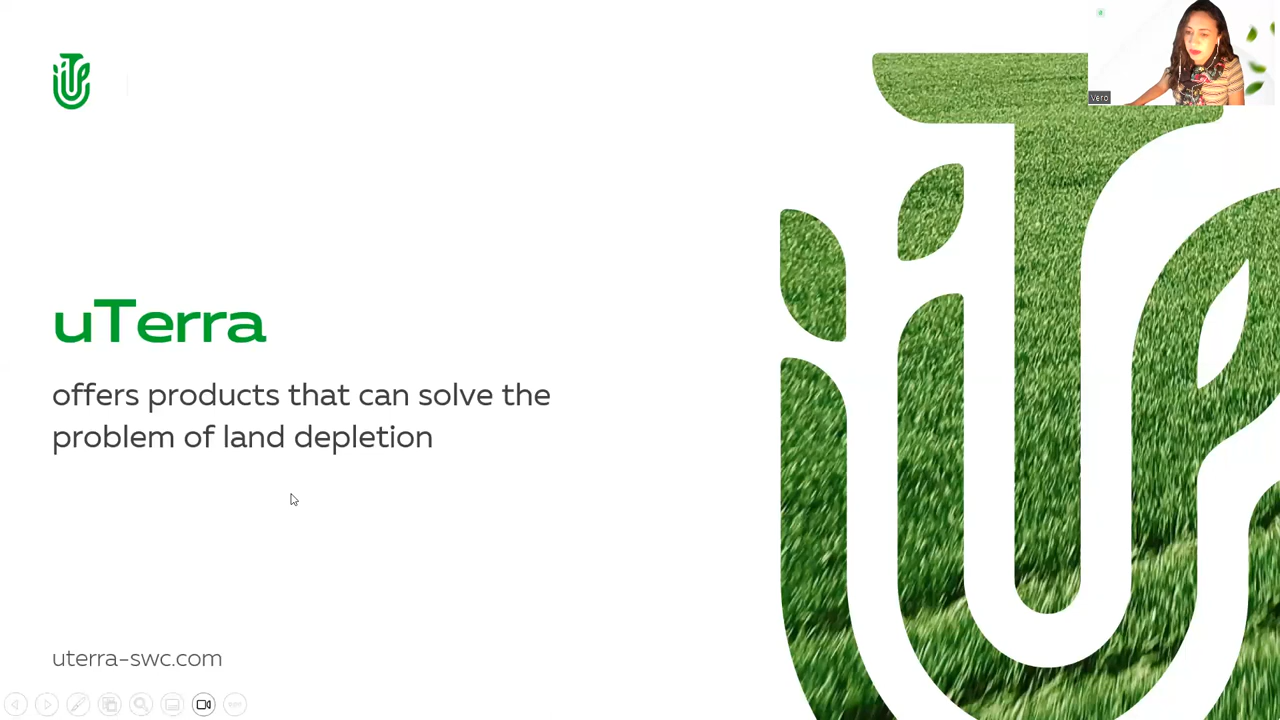 Vero
uTerra
offers products that can solve the
problem of land depletion
uterra-swc.com